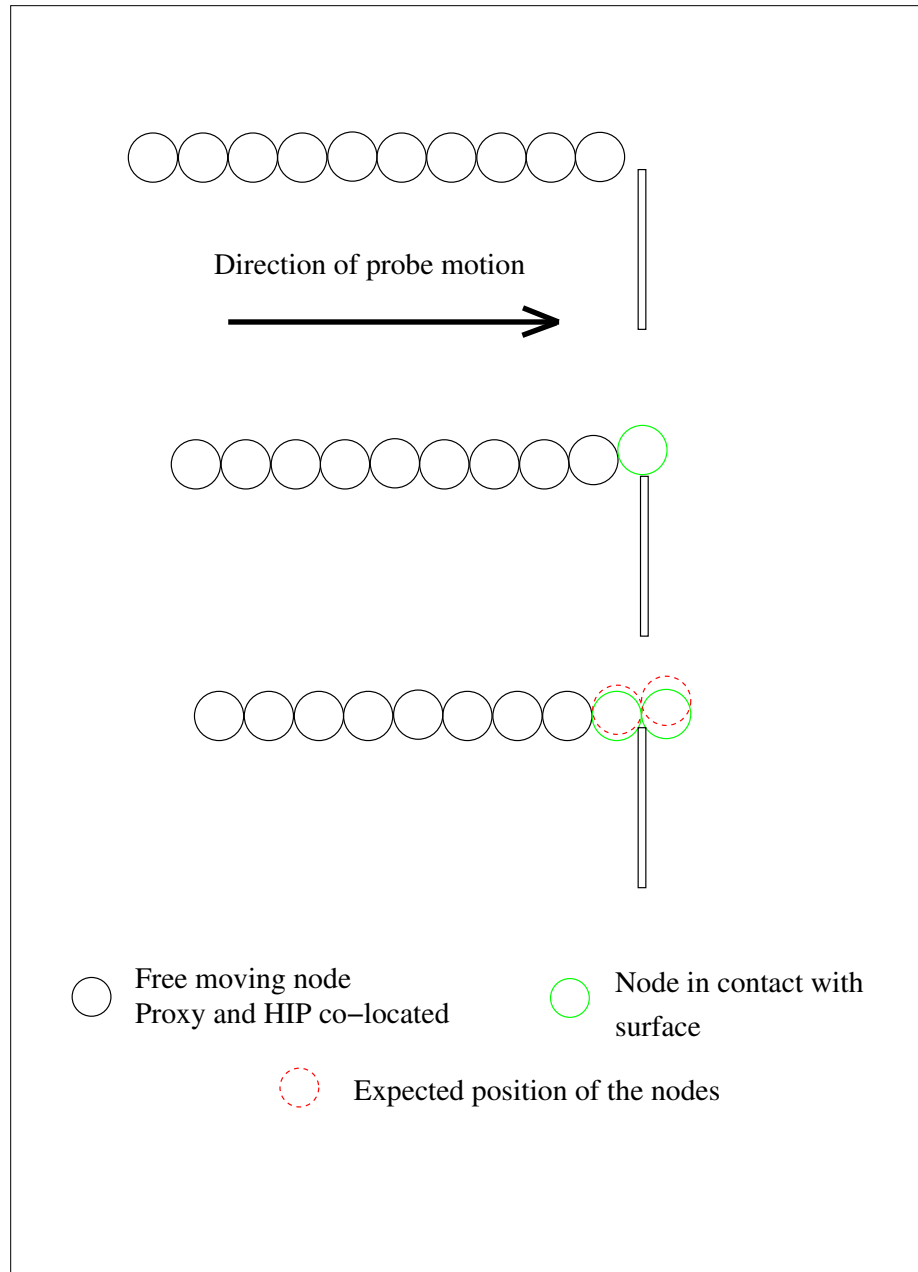 Direction of probe motion
Free moving node
Proxy and HIP co−located
Node in contact with
surface
Expected position of the nodes